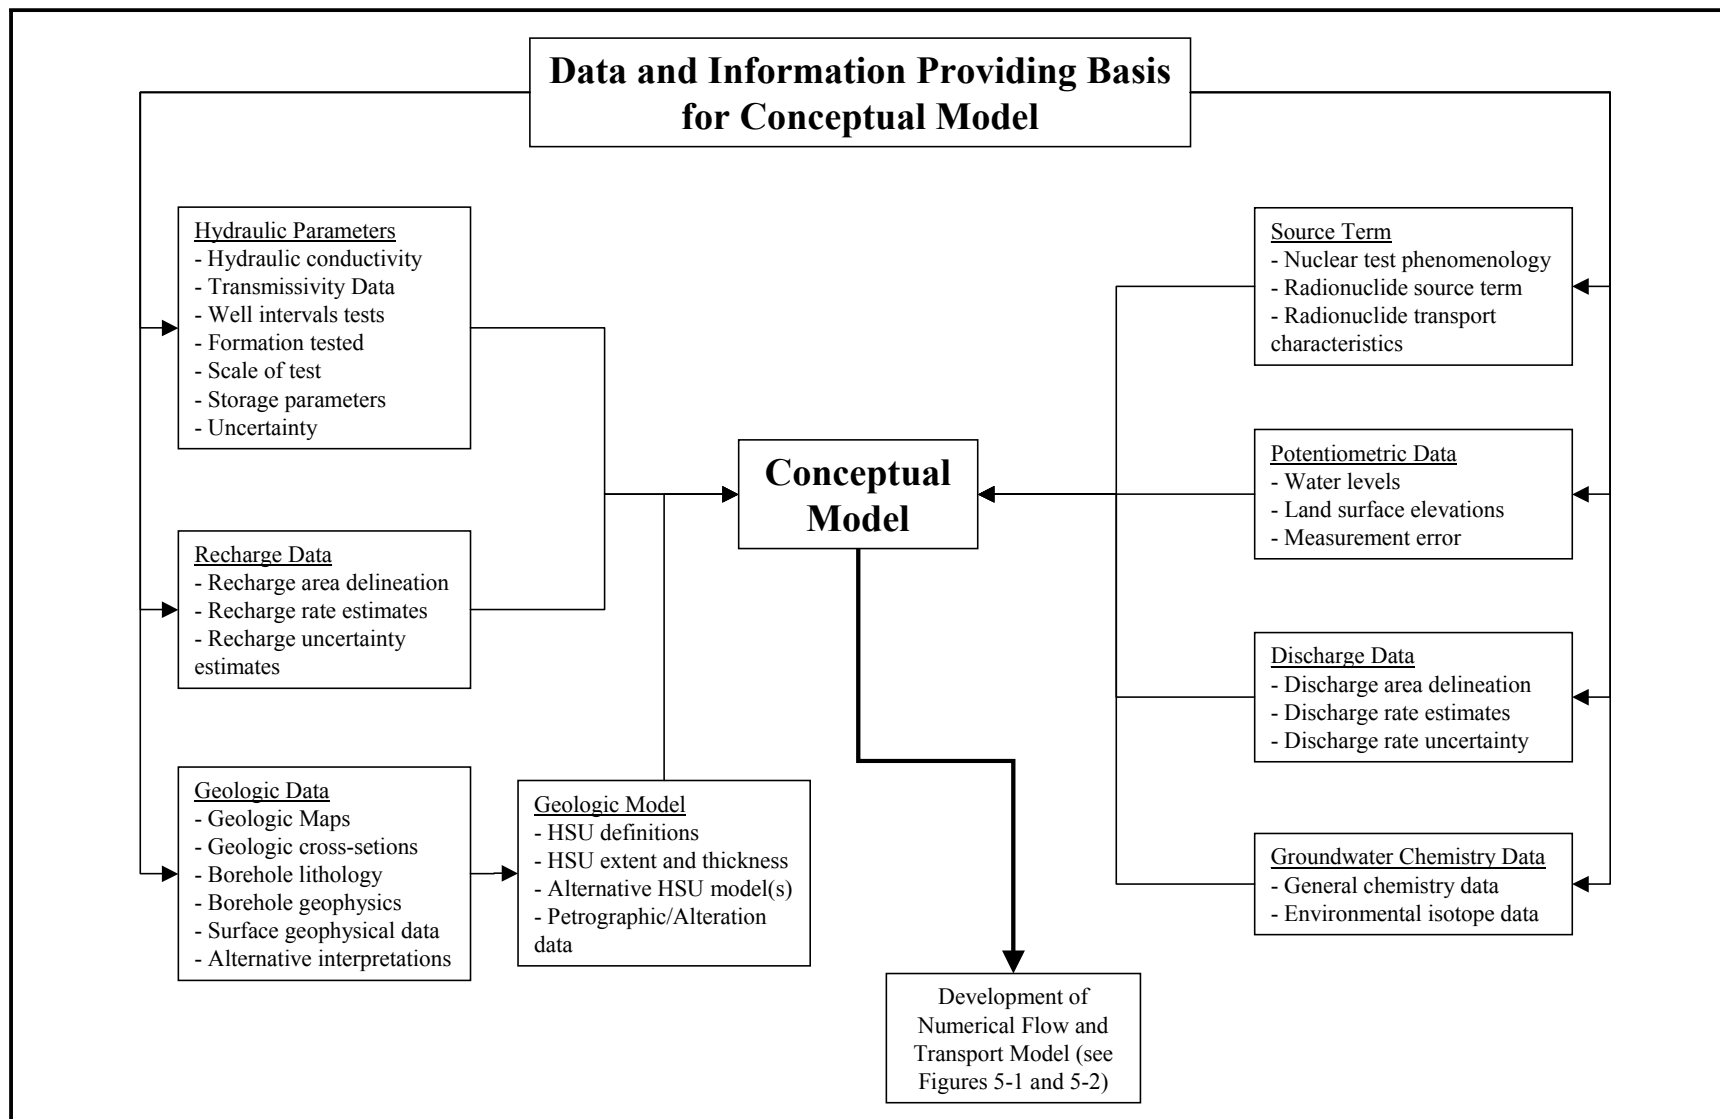 Data and Information Providing Basis
for Conceptual Model
Hydraulic Parameters
- Hydraulic conductivity
- Transmissivity Data
- Well intervals tests
- Formation tested
- Scale of test
- Storage parameters
- Uncertainty
Recharge Data
- Recharge area delineation
- Recharge rate estimates
- Recharge uncertainty
estimates
Geologic Data
- Geologic Maps
- Geologic cross-setions
- Borehole lithology
- Borehole geophysics
- Surface geophysical data
- Alternative interpretations
Geologic Model
- HSU definitions
- HSU extent and thickness
- Alternative HSU model(s)
- Petrographic/Alteration
data
Conceptual
Model
Source Term
- Nuclear test phenomenology
- Radionuclide source term
- Radionuclide transport
characteristics
Potentiometric Data
- Water levels
- Land surface elevations
- Measurement error
Discharge Data
- Discharge area delineation
- Discharge rate estimates
- Discharge rate uncertainty
Groundwater Chemistry Data
- General chemistry data
- Environmental isotope data
Development of
Numerical Flow and
Transport Model (see
Figures 5-1 and 5-2)